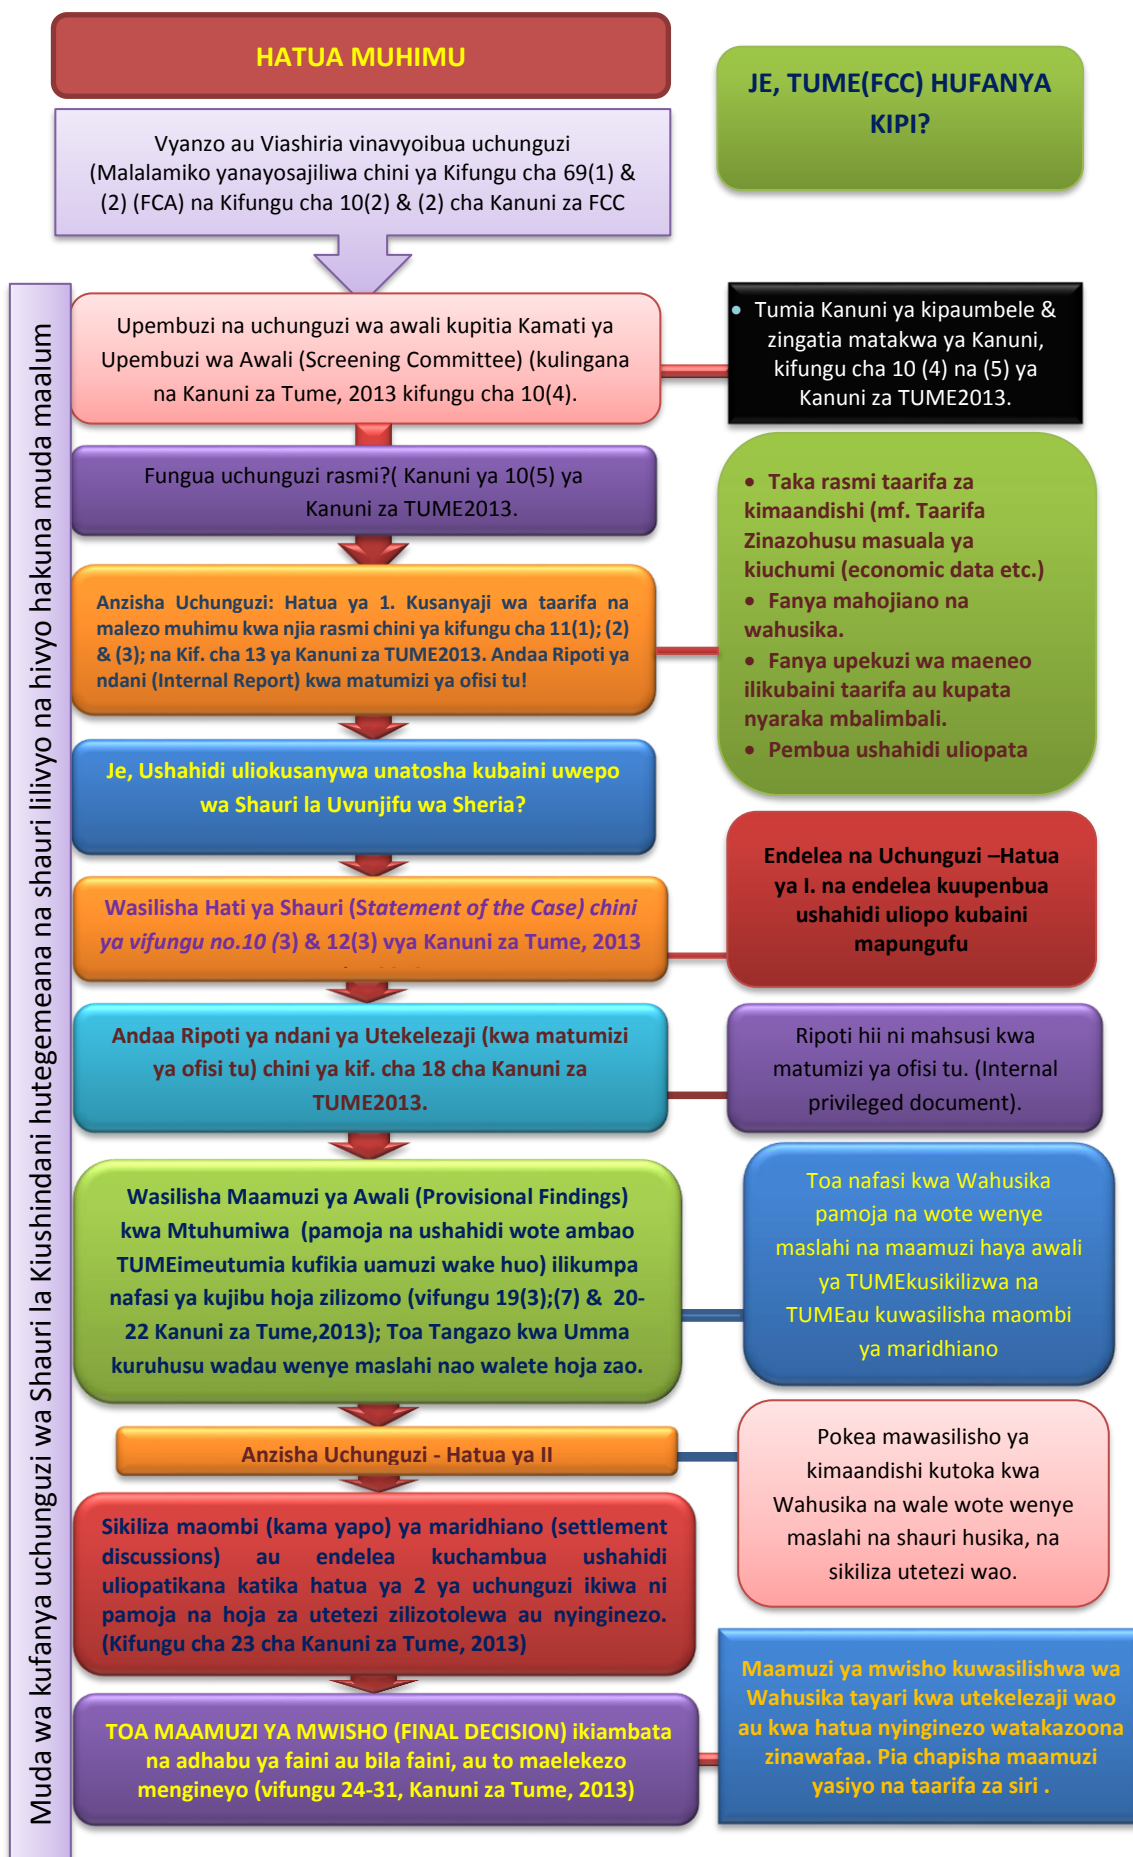 HATUA MUHIMU
JE, TUME(FCC) HUFANYA
KIPI?
Vyanzo au Viashiria vinavyoibua uchunguzi
(Malalamiko yanayosajiliwa chini ya Kifungu cha 69(1) &
(2) (FCA) na Kifungu cha 10(2) & (2) cha Kanuni za FCC
Muda wa kufanya uchunguzi wa Shauri la Kiushindani hutegemeana na shauri lilivyo na hivyo hakuna muda maalum
Upembuzi na uchunguzi wa awali kupitia Kamati ya
Upembuzi wa Awali (Screening Committee) (kulingana
na Kanuni za Tume, 2013 kifungu cha 10(4).
• Tumia Kanuni ya kipaumbele &
zingatia matakwa ya Kanuni,
kifungu cha 10 (4) na (5) ya
Kanuni za TUME2013.
Fungua uchunguzi rasmi?( Kanuni ya 10(5) ya
Kanuni za TUME2013.
Anzisha Uchunguzi: Hatua ya 1. Kusanyaji wa taarifa na
malezo muhimu kwa njia rasmi chini ya kifungu cha 11(1); (2)
& (3); na Kif. cha 13 ya Kanuni za TUME2013. Andaa Ripoti ya
ndani (Internal Report) kwa matumizi ya ofisi tu!
• Taka rasmi taarifa za
kimaandishi (mf. Taarifa
Zinazohusu masuala ya
kiuchumi (economic data etc.)
• Fanya mahojiano na
wahusika.
• Fanya upekuzi wa maeneo
ilikubaini taarifa au kupata
nyaraka mbalimbali.
• Pembua ushahidi uliopata
Je, Ushahidi uliokusanywa unatosha kubaini uwepo
wa Shauri la Uvunjifu wa Sheria?
Endelea na Uchunguzi –Hatua
ya I. na endelea kuupenbua
ushahidi uliopo kubaini
mapungufu
Wasilisha Hati ya Shauri (Statement of the Case) chini
ya vifungu no.10 (3) & 12(3) vya Kanuni za Tume, 2013
Andaa Ripoti ya ndani ya Utekelezaji (kwa matumizi
ya ofisi tu) chini ya kif. cha 18 cha Kanuni za
TUME2013.
Ripoti hii ni mahsusi kwa
matumizi ya ofisi tu. (Internal
privileged document).
Wasilisha Maamuzi ya Awali (Provisional Findings)
kwa Mtuhumiwa (pamoja na ushahidi wote ambao
TUMEimeutumia kufikia uamuzi wake huo) ilikumpa
nafasi ya kujibu hoja zilizomo (vifungu 19(3);(7) & 20-
22 Kanuni za Tume,2013); Toa Tangazo kwa Umma
kuruhusu wadau wenye maslahi nao walete hoja zao.
Toa nafasi kwa Wahusika
pamoja na wote wenye
maslahi na maamuzi haya awali
ya TUMEkusikilizwa na
TUMEau kuwasilisha maombi
ya maridhiano
Anzisha Uchunguzi - Hatua ya II
Pokea mawasilisho ya
kimaandishi kutoka kwa
Wahusika na wale wote wenye
maslahi na shauri husika, na
sikiliza utetezi wao.
Sikiliza maombi (kama yapo) ya maridhiano (settlement
discussions) au endelea kuchambua ushahidi
uliopatikana katika hatua ya 2 ya uchunguzi ikiwa ni
pamoja na hoja za utetezi zilizotolewa au nyinginezo.
(Kifungu cha 23 cha Kanuni za Tume, 2013)
TOA MAAMUZI YA MWISHO (FINAL DECISION) ikiambata
na adhabu ya faini au bila faini, au to maelekezo
mengineyo (vifungu 24-31, Kanuni za Tume, 2013)
Maamuzi ya mwisho kuwasilishwa wa
Wahusika tayari kwa utekelezaji wao
au kwa hatua nyinginezo watakazoona
zinawafaa. Pia chapisha maamuzi
yasiyo na taarifa za siri .